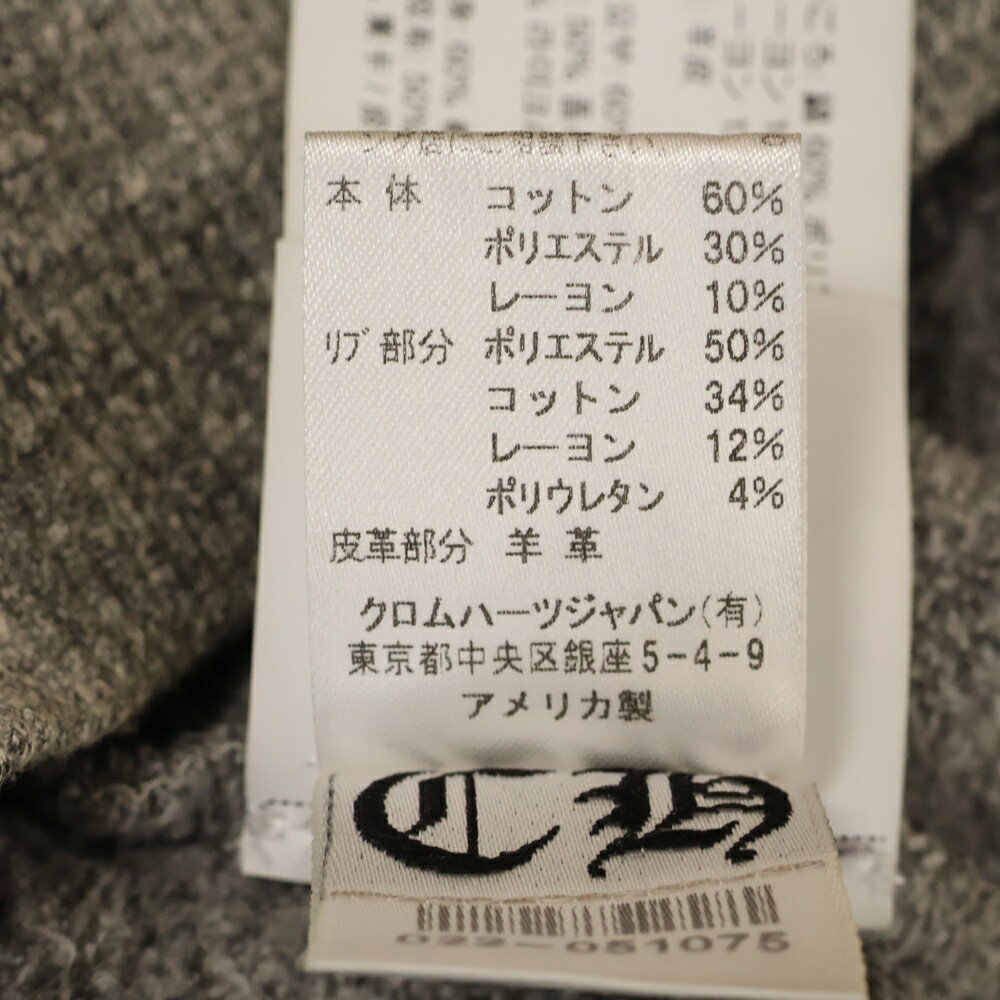 本体 コットン 60%
ポリエステル 30%
レーヨン 10%
リブ部分 ポリエステル 50%
コットン 34%
レーヨン 12%
ポリウレタン 4%
皮革部分 羊革
クロムハーツジャパン(有)
東京都中央区銀座5-4-9
アメリカ製
CH
022-051075